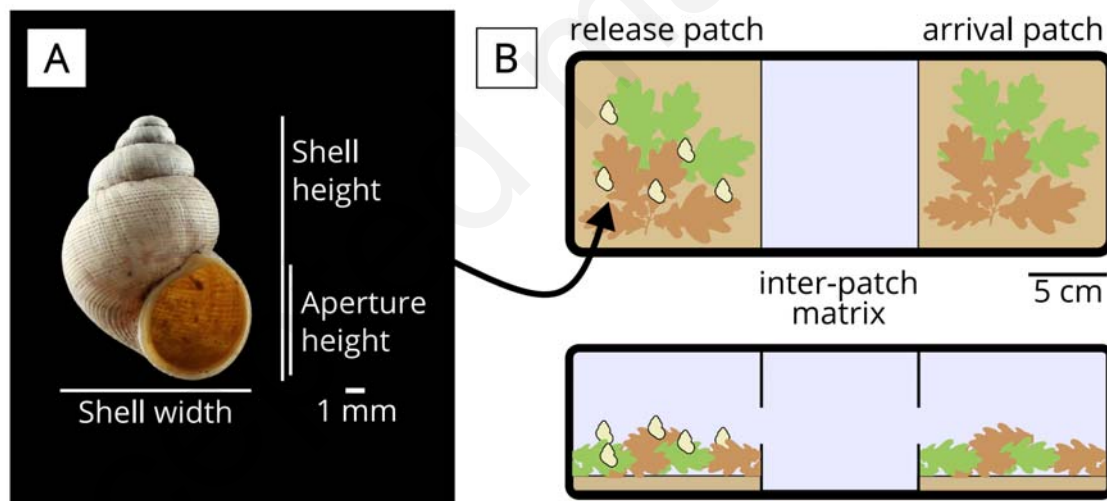 A
Shell
height
Aperture
height
Shell width
1 mm
B
release patch
arrival patch
inter-patch
matrix
5 cm